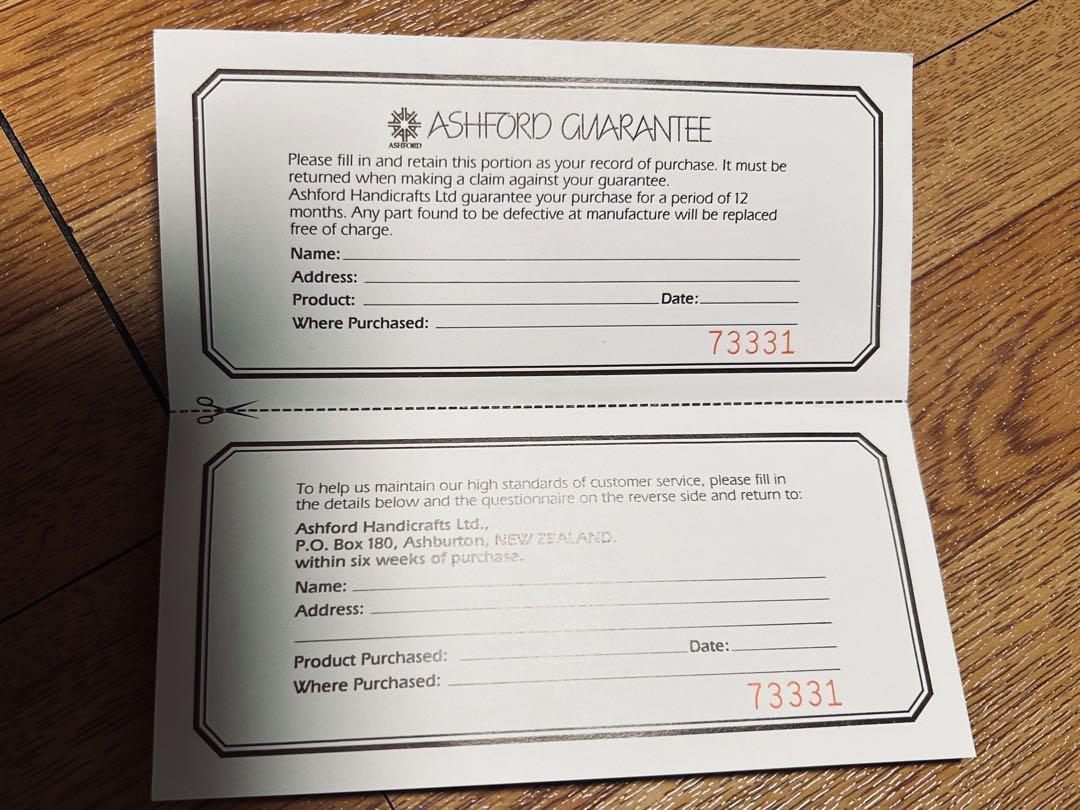 ASHFORD
ASHFORD GUARANTEE
Please fill in and retain this portion as your record of purchase. It must be
returned when making a claim against your guarantee.
Ashford Handicrafts Ltd guarantee your purchase for a period of 12
months. Any part found to be defective at manufacture will be replaced
free of charge.
Name:
Address:
Product: Date:
Where Purchased:
73331
To help us maintain our high standards of customer service, please fill in
the details below and the questionnaire on the reverse side and return to:
Ashford Handicrafts Ltd.,
P.O. Box 180, Ashburton, NEW ZEALAND.
within six weeks of purchase.
Name:
Address:
Product Purchased: Date:
Where Purchased:
73331